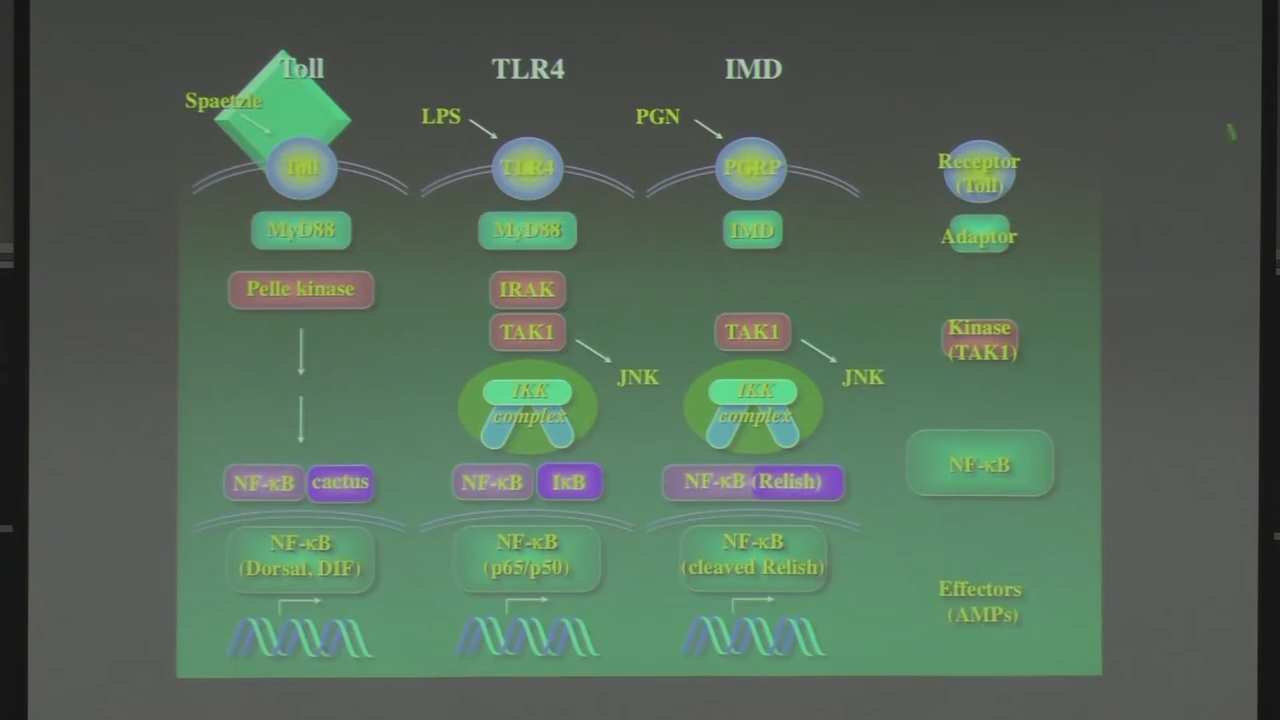 Toll
Spaetzle
Toll
MyD88
Pelle kinase
NF-κB
cactus
NF-κB
(Dorsal, DIF)
TLR4
LPS
TLR4
MyD88
IRAK
TAK1
JNK
IKK
complex
NF-κB
IκB
NF-κB
(p65/p50)
IMD
PGN
PGRP
IMD
TAK1
JNK
IKK
complex
NF-κB (Relish)
NF-κB
(cleaved Relish)
Receptor
(Toll)
Adaptor
Kinase
(TAK1)
NF-κB
Effectors
(AMPs)